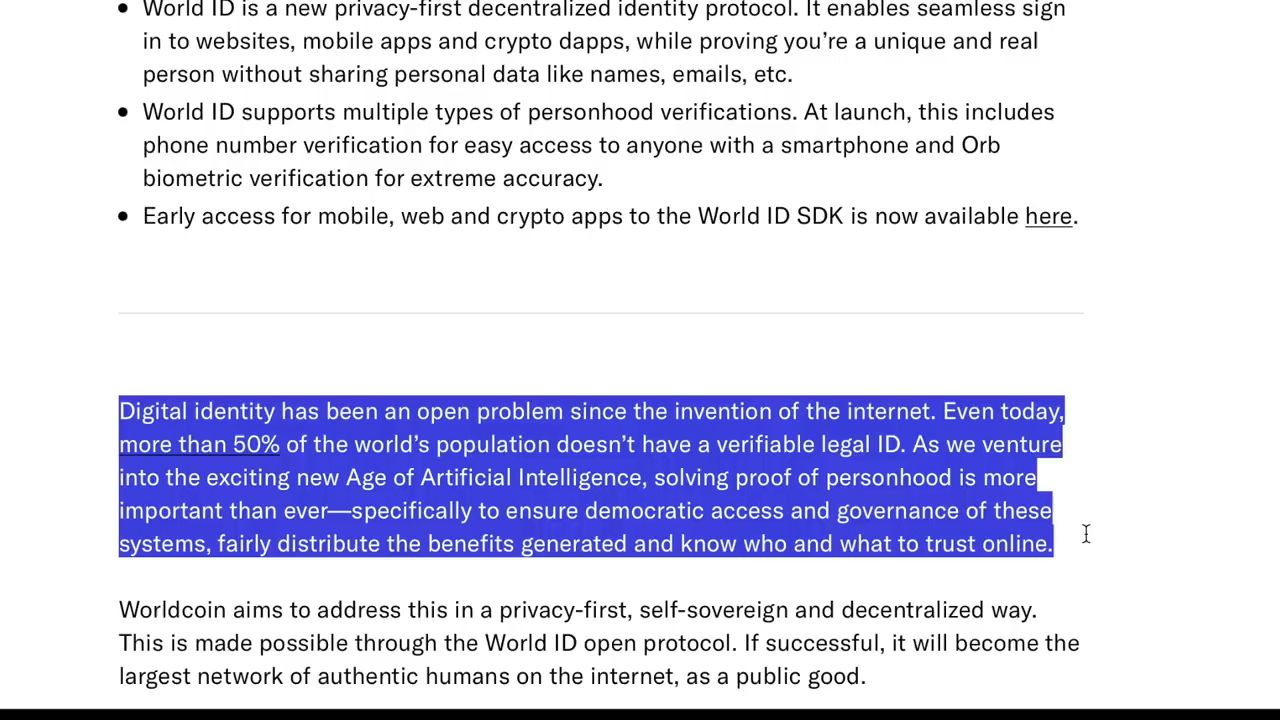 World ID is a new privacy-first decentralized identity protocol. It enables seamless sign
in to websites, mobile apps and crypto dapps, while proving you’re a unique and real
person without sharing personal data like names, emails, etc.
World ID supports multiple types of personhood verifications. At launch, this includes
phone number verification for easy access to anyone with a smartphone and Orb
biometric verification for extreme accuracy.
Early access for mobile, web and crypto apps to the World ID SDK is now available here.
Digital identity has been an open problem since the invention of the internet. Even today,
more than 50% of the world’s population doesn’t have a verifiable legal ID. As we venture
into the exciting new Age of Artificial Intelligence, solving proof of personhood is more
important than ever—specifically to ensure democratic access and governance of these
systems, fairly distribute the benefits generated and know who and what to trust online.
Worldcoin aims to address this in a privacy-first, self-sovereign and decentralized way.
This is made possible through the World ID open protocol. If successful, it will become the
largest network of authentic humans on the internet, as a public good.